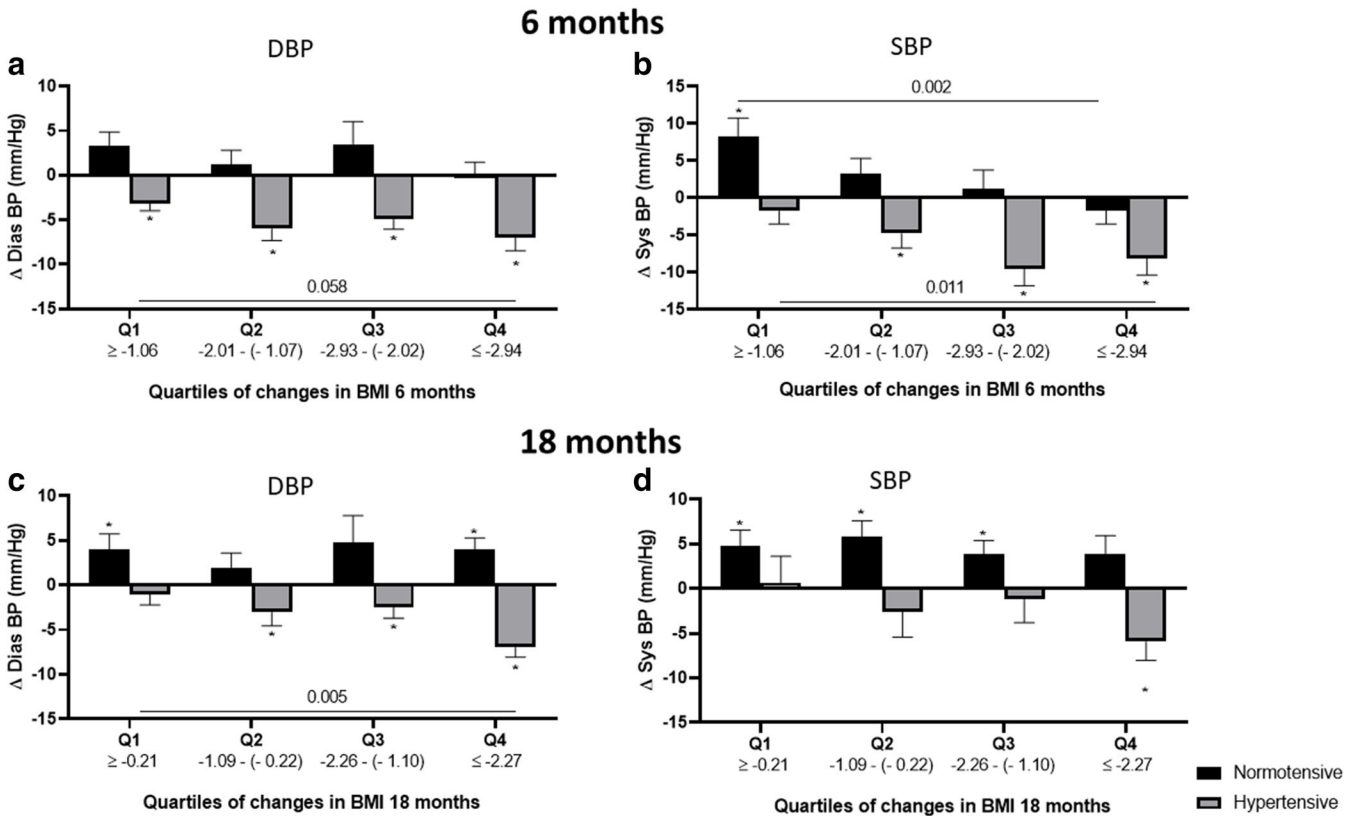 6 months
a
DBP
Δ Dias BP (mm/Hg)
10
5
0
-5
-10
-15
*
*
*
*
0.058
Q1 Q2 Q3 Q4
≥ -1.06 -2.01 - (- 1.07) -2.93 - (- 2.02) ≤ -2.94
Quartiles of changes in BMI 6 months
b
SBP
Δ Sys BP (mm/Hg)
15
10
5
0
-5
-10
-15
0.002
*
*
*
*
0.011
Q1 Q2 Q3 Q4
≥ -1.06 -2.01 - (- 1.07) -2.93 - (- 2.02) ≤ -2.94
Quartiles of changes in BMI 6 months
18 months
c
DBP
Δ Dias BP (mm/Hg)
10
5
0
-5
-10
-15
* *
*
*
*
0.005
Q1 Q2 Q3 Q4
≥ -0.21 -1.09 - (- 0.22) -2.26 - (- 1.10) ≤ -2.27
Quartiles of changes in BMI 18 months
d
SBP
Δ Sys BP (mm/Hg)
10
5
0
-5
-10
-15
* * *
*
Q1 Q2 Q3 Q4
≥ -0.21 -1.09 - (- 0.22) -2.26 - (- 1.10) ≤ -2.27
Quartiles of changes in BMI 18 months
Normotensive
Hypertensive